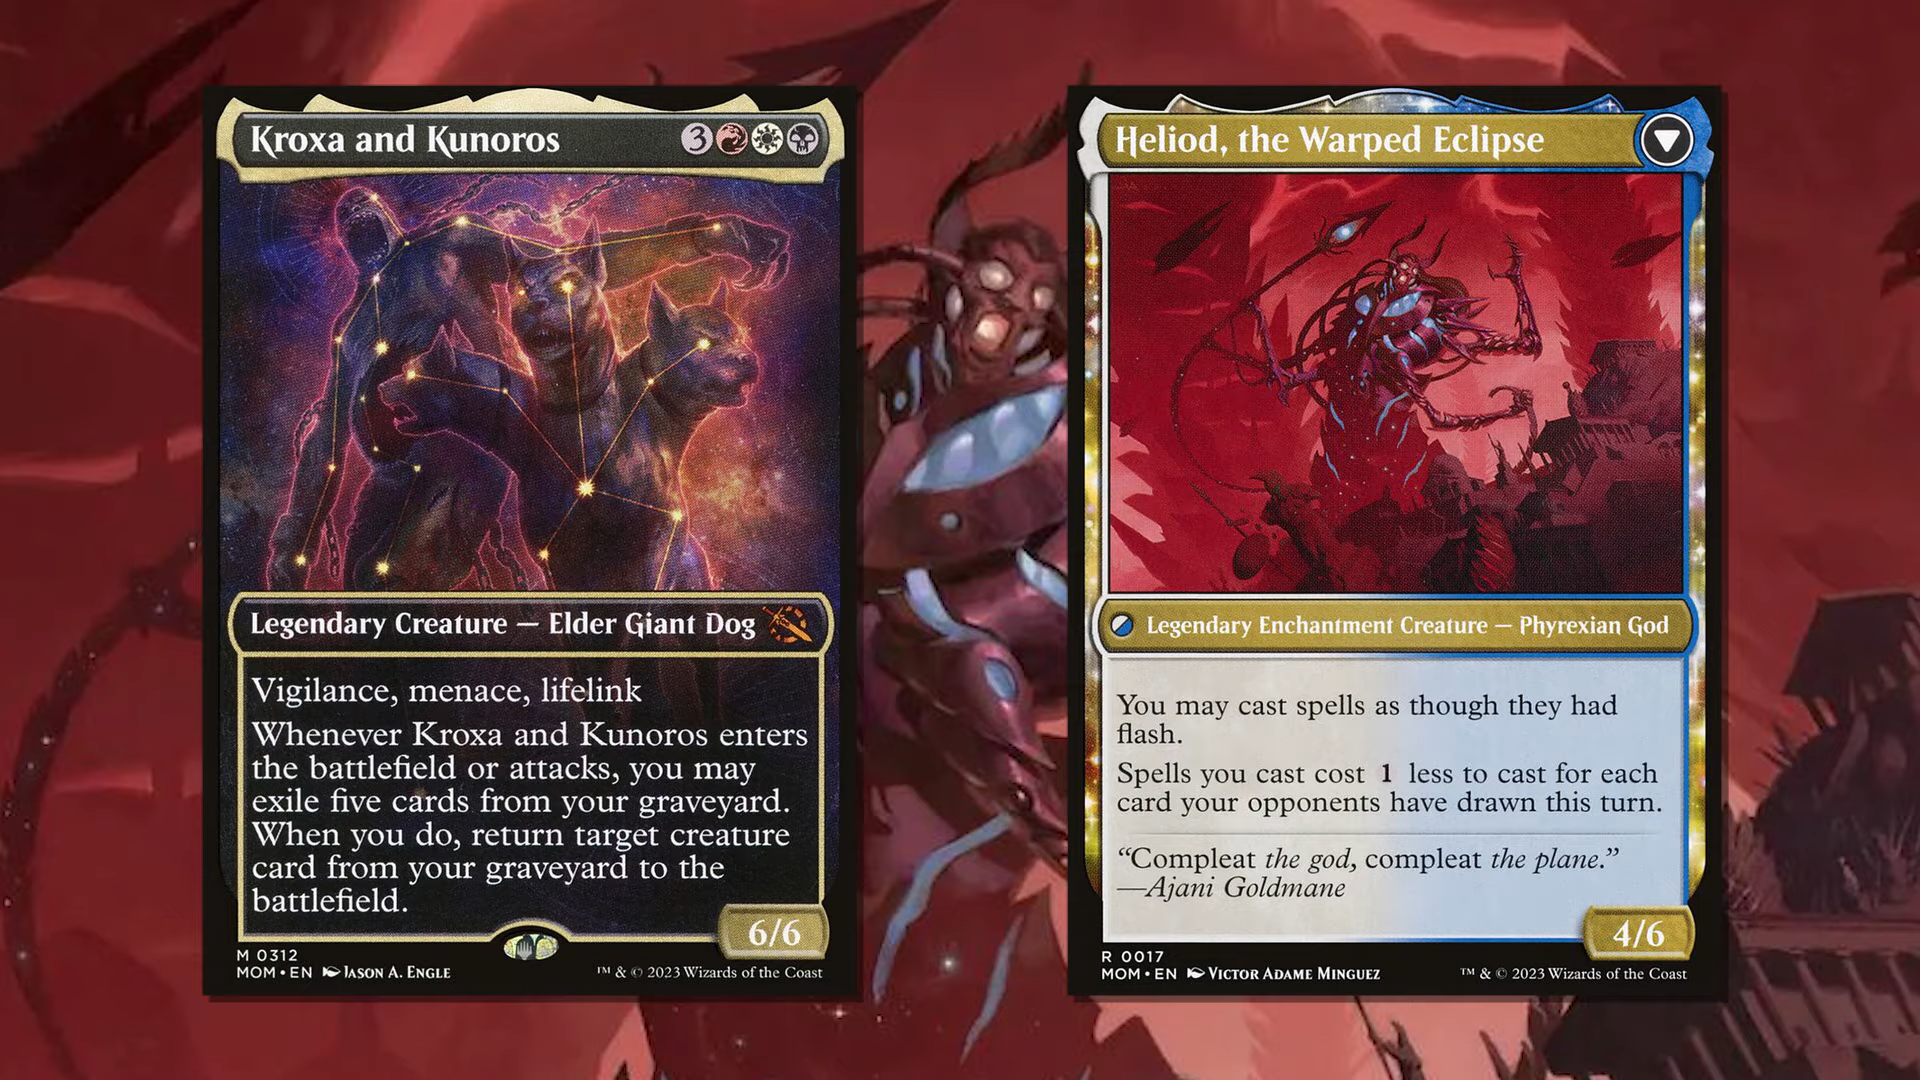 Kroxa and Kunoros
3
Legendary Creature — Elder Giant Dog
Vigilance, menace, lifelink
Whenever Kroxa and Kunoros enters
the battlefield or attacks, you may
exile five cards from your graveyard.
When you do, return target creature
card from your graveyard to the
battlefield.
6/6
M 0312
MOM • EN Jason A. Engle
™ & © 2023 Wizards of the Coast
Heliod, the Warped Eclipse
Legendary Enchantment Creature — Phyrexian God
You may cast spells as though they had
flash.
Spells you cast cost 1 less to cast for each
card your opponents have drawn this turn.
“Compleat the god, compleat the plane.”
—Ajani Goldmane
4/6
R 0017
MOM • EN Victor Adame Minguez
™ & © 2023 Wizards of the Coast